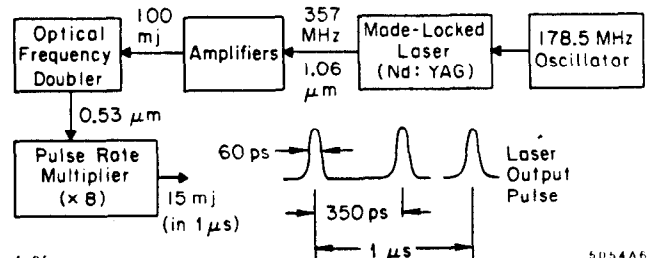 Optical
Frequency
Doubler
100
mj
Amplifiers
357
MHz
1.06
μm
Mode-Locked
Laser
(Nd: YAG)
178.5 MHz
Oscillator
0.53 μm
Pulse Rate
Multiplier
(× 8)
15 mj
(in 1 μs)
60 ps
350 ps
1 μs
Laser
Output
Pulse
5054A6